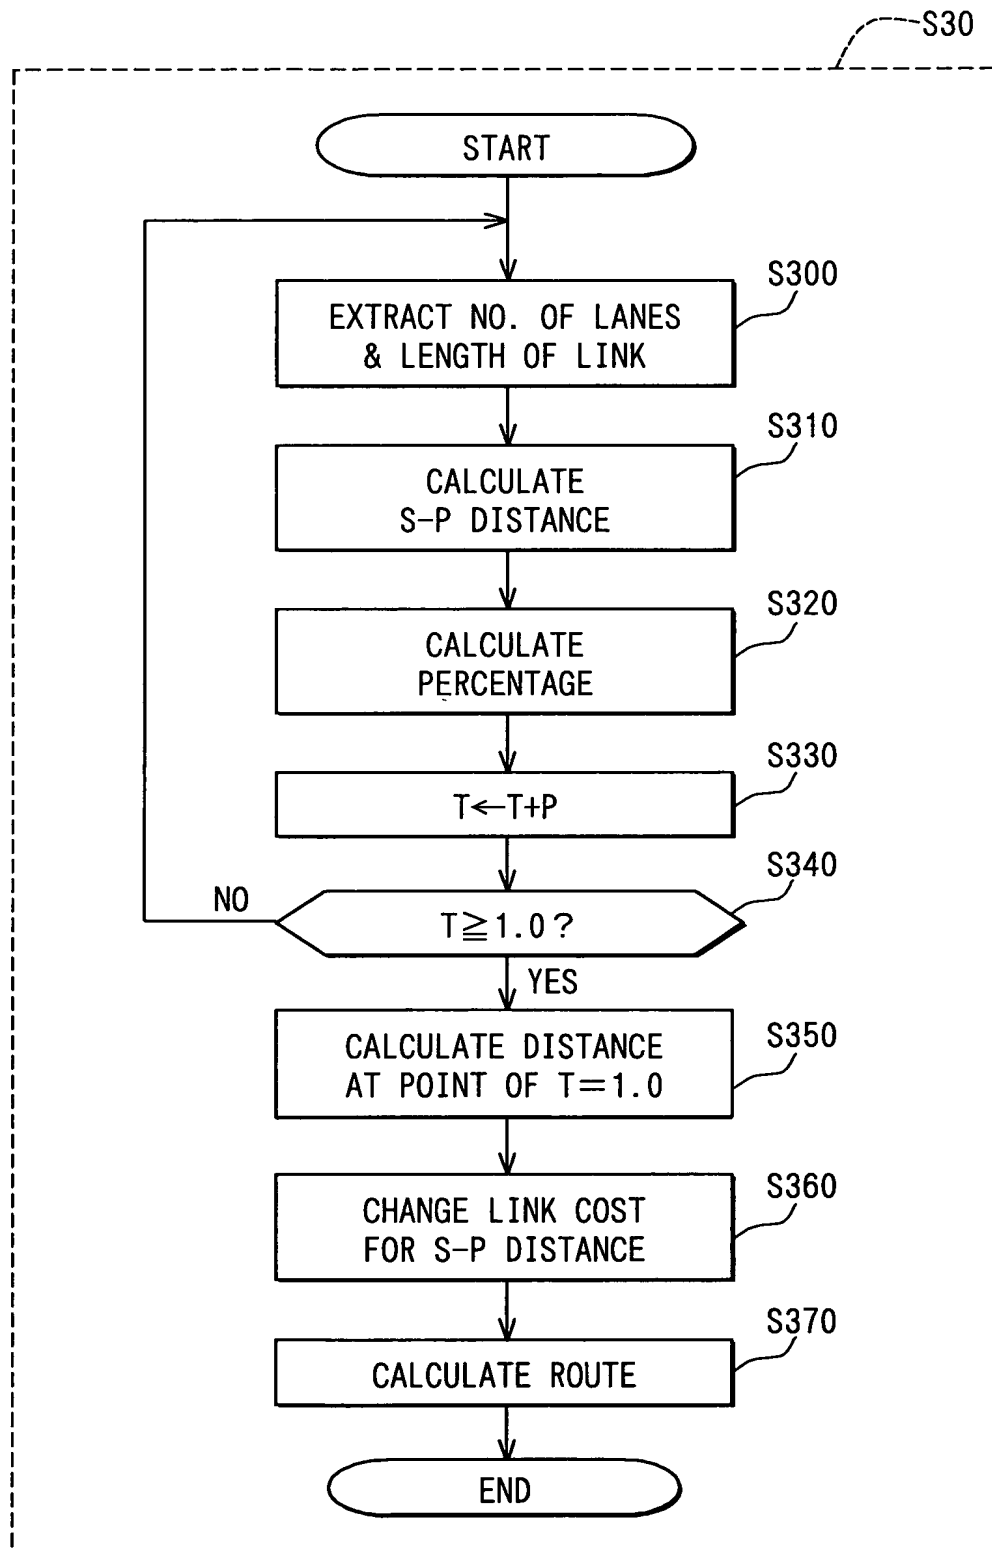 S30
START
S300
EXTRACT NO. OF LANES
& LENGTH OF LINK
S310
CALCULATE
S-P DISTANCE
S320
CALCULATE
PERCENTAGE
S330
T←T+P
S340
NO
T≧1.0?
YES
S350
CALCULATE DISTANCE
AT POINT OF T=1.0
S360
CHANGE LINK COST
FOR S-P DISTANCE
S370
CALCULATE ROUTE
END